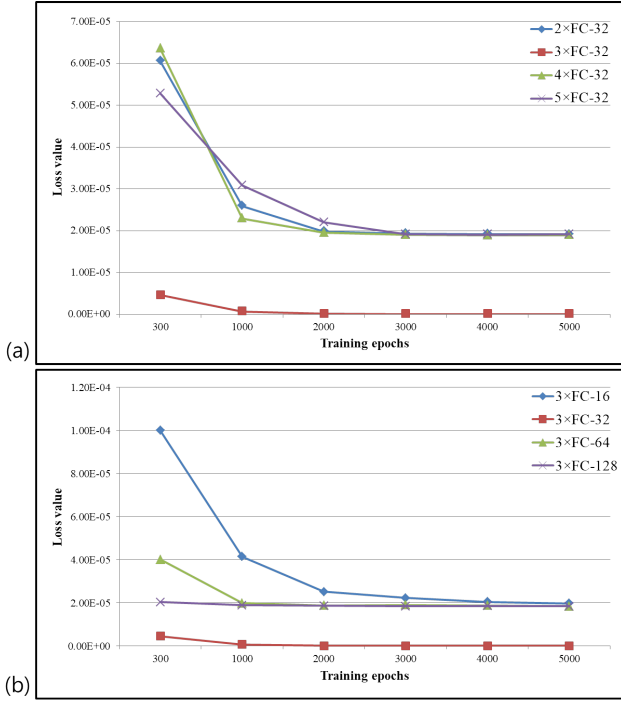 7.00E-05
6.00E-05
5.00E-05
4.00E-05
3.00E-05
2.00E-05
1.00E-05
0.00E+00
Loss value
2×FC-32
3×FC-32
4×FC-32
5×FC-32
300 1000 2000 3000 4000 5000
Training epochs
(a)
1.20E-04
1.00E-04
8.00E-05
6.00E-05
4.00E-05
2.00E-05
0.00E+00
Loss value
3×FC-16
3×FC-32
3×FC-64
3×FC-128
300 1000 2000 3000 4000 5000
Training epochs
(b)